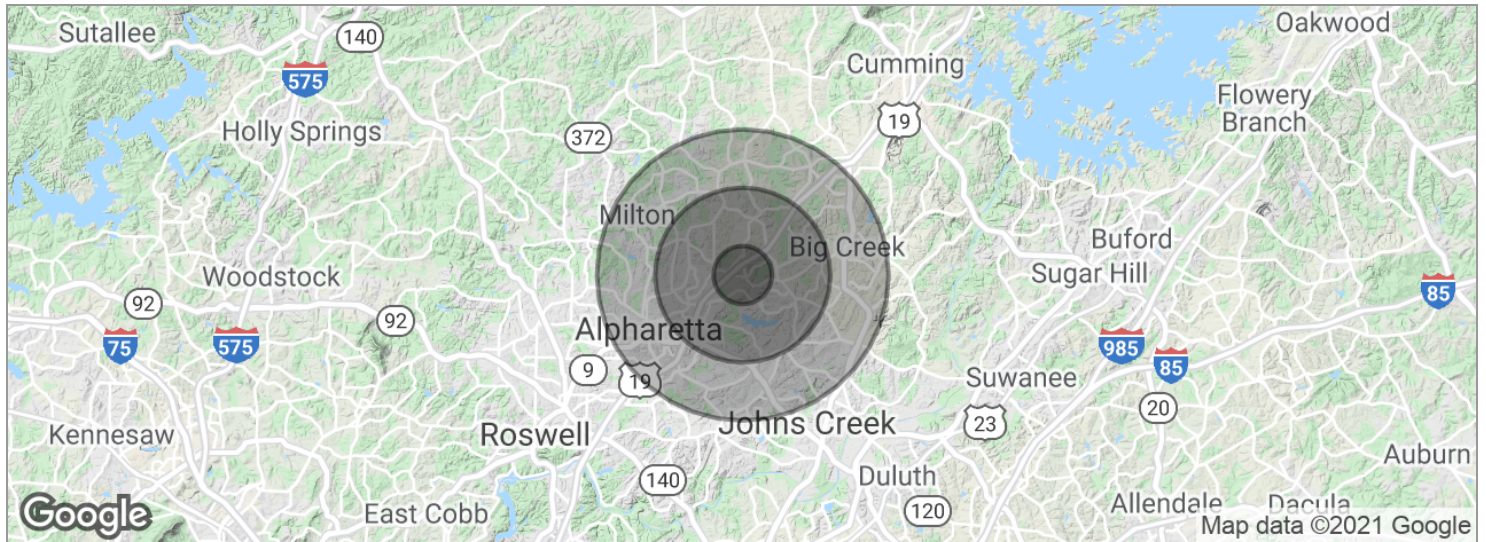 Sutallee
140
Oakwood
575
Cumming
Flowery
Branch
19
Holly Springs
372
Milton
Big Creek
Buford
Sugar Hill
Woodstock
92
92
85
Alpharetta
75
575
985
85
9
19
Suwanee
20
Johns Creek
23
Kennesaw
Roswell
Auburn
140
Duluth
Google
East Cobb
120
Allendale
Dacula
Map data ©2021 Google